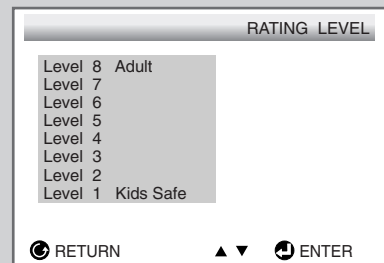 RATING LEVEL
Level 8 Adult
Level 7
Level 6
Level 5
Level 4
Level 3
Level 2
Level 1 Kids Safe
RETURN ▲ ▼ ENTER